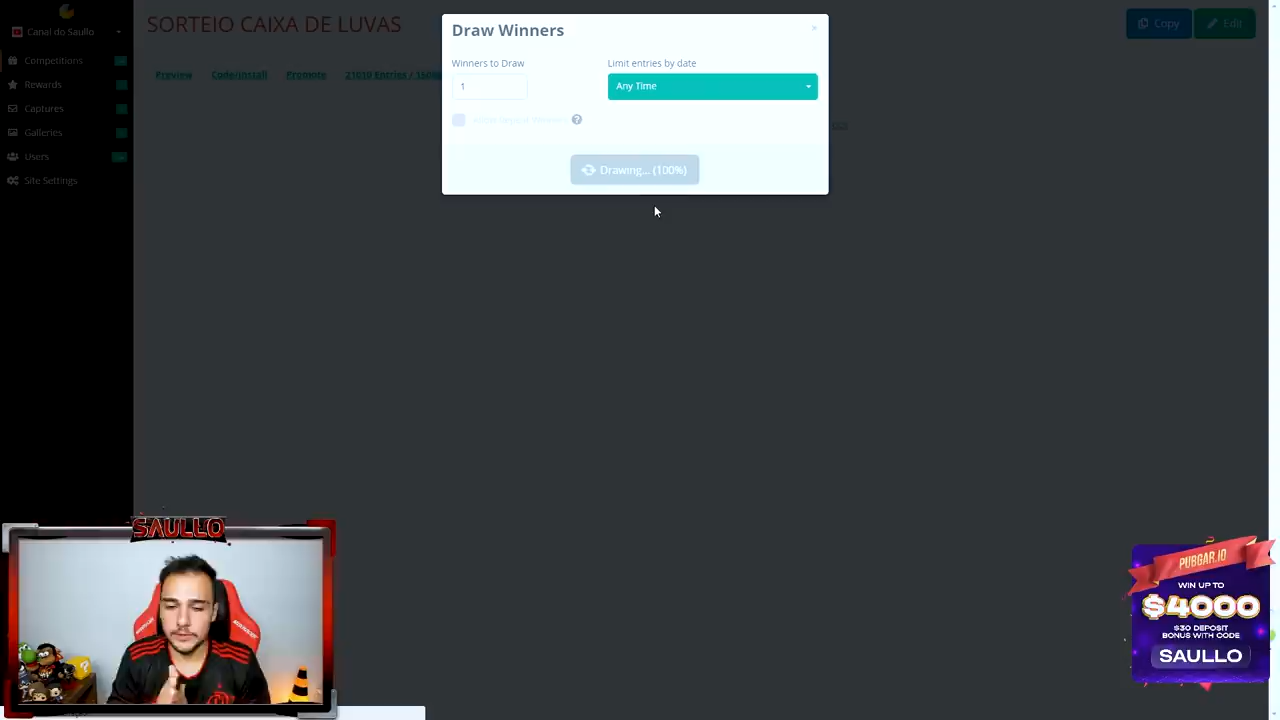 Canal do Saullo
SORTEIO CAIXA DE LUVAS
Copy
Edit
Competitions
Rewards
Captures
Galleries
Users
Site Settings
Preview
Code/Install
Promote
21019 Entries /
Draw Winners
×
Winners to Draw
Limit entries by date
1
Any Time
?
Drawing... (100%)
SAULLO
PUBGAR.IO
WIN UP TO
$4000
$30 DEPOSIT
BONUS WITH CODE
SAULLO